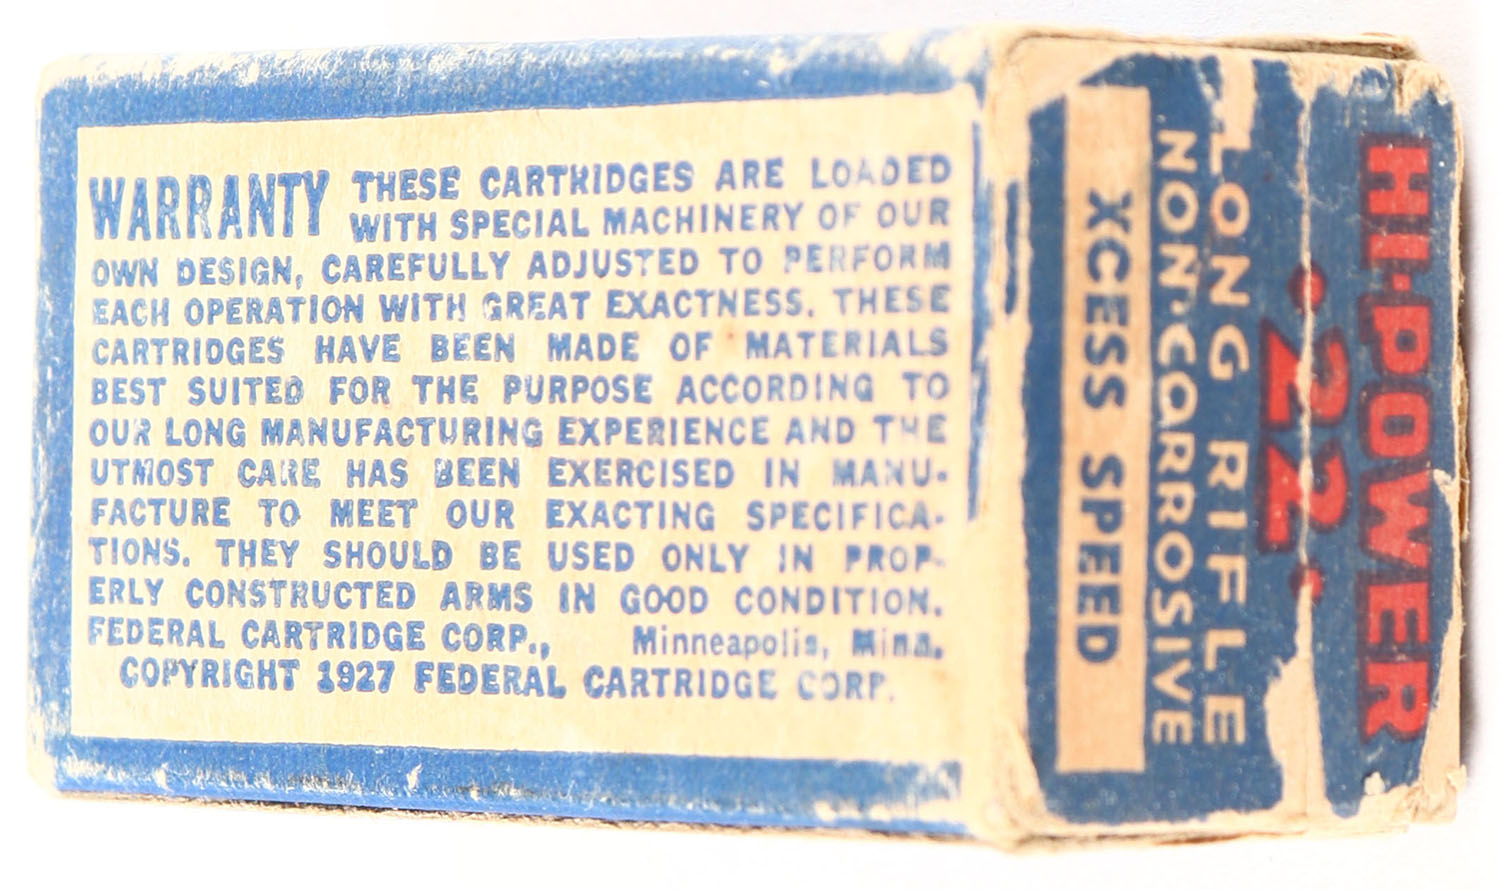 WARRANTY THESE CARTRIDGES ARE LOADED
WITH SPECIAL MACHINERY OF OUR
OWN DESIGN, CAREFULLY ADJUSTED TO PERFORM
EACH OPERATION WITH GREAT EXACTNESS. THESE
CARTRIDGES HAVE BEEN MADE OF MATERIALS
BEST SUITED FOR THE PURPOSE ACCORDING TO
OUR LONG MANUFACTURING EXPERIENCE AND THE
UTMOST CARE HAS BEEN EXERCISED IN MANU-
FACTURE TO MEET OUR EXACTING SPECIFICA-
TIONS. THEY SHOULD BE USED ONLY IN PROP-
ERLY CONSTRUCTED ARMS IN GOOD CONDITION.
FEDERAL CARTRIDGE CORP., Minneapolis, Minn.
COPYRIGHT 1927 FEDERAL CARTRIDGE CORP.
HI-POWER
.22.
LONG RIFLE
NON-CORROSIVE
XCESS SPEED